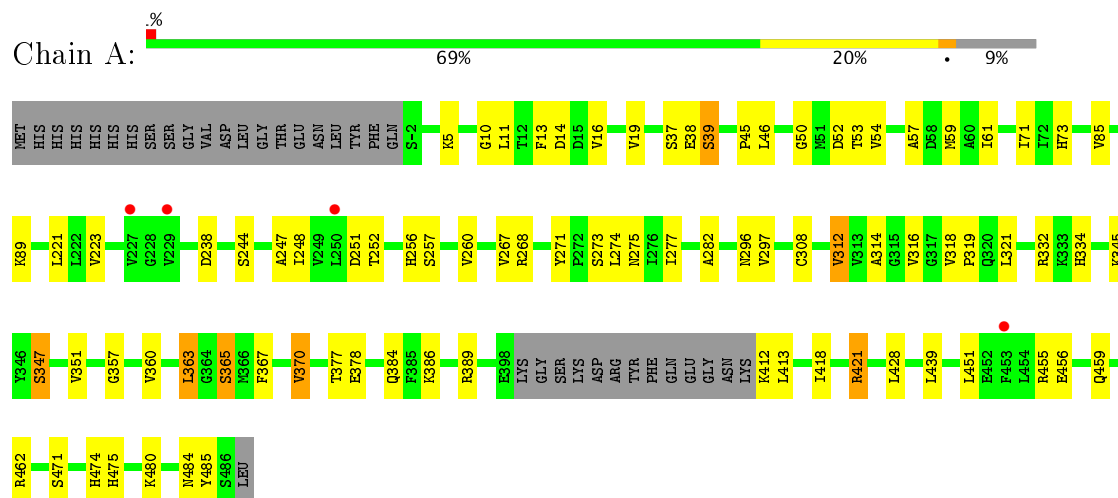 .%
Chain A:
69% 20% • 9%
MET HIS HIS HIS HIS HIS HIS SER SER GLY VAL ASP LEU GLY THR GLU ASN LEU TYR PHE GLN S-2 K5 G10 L11 T12 F13 D14 D15 V16 V19 S37 E38 S39 P45 L46 G50 M51 D52 T53 V54 A57 D58 M59 A60 I61 I71 I72 H73 V85
K89 L221 L222 V223 V227 G228 V229 D238 S244 A247 I248 V249 L250 D251 T252 H256 S257 V260 V267 R268 Y271 P272 S273 L274 N275 I276 I277 A282 N296 V297 C308 V312 V313 A314 G315 V316 G317 V318 P319 Q320 L321 R332 K333 H334 K345
Y346 S347 V351 G357 V360 L363 G364 S365 M366 F367 V370 T377 E378 Q384 F385 K386 R389 E398 LYS GLY SER LYS ASP ARG TYR PHE GLN GLU GLY ASN LYS K412 L413 I418 R421 L428 L439 L451 E452 F453 L454 R455 E456 Q459
R462 S471 H474 H475 K480 N484 Y485 S486 LEU